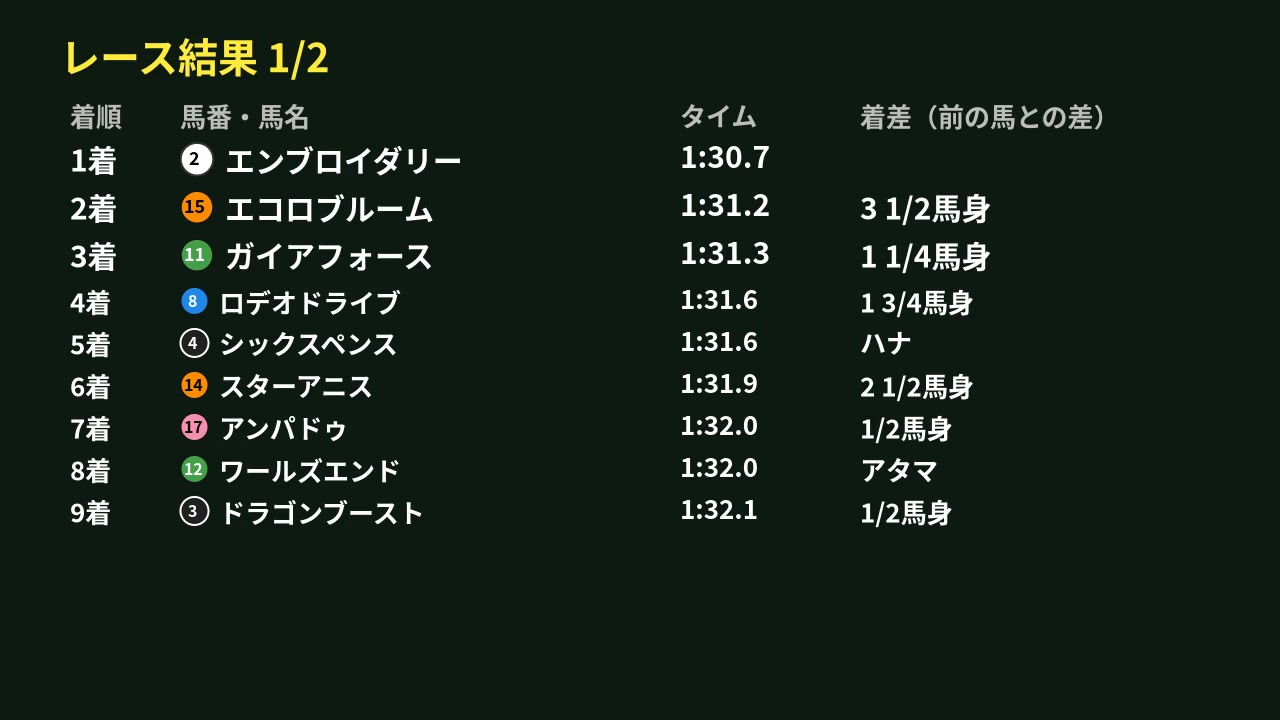 レース結果 1/2
着順 馬番・馬名 タイム 着差（前の馬との差）
1着 2 エンブロイダリー 1:30.7
2着 15 エコロブルーム 1:31.2 3 1/2馬身
3着 11 ガイアフォース 1:31.3 1 1/4馬身
4着 8 ロデオドライブ 1:31.6 1 3/4馬身
5着 4 シックスペンス 1:31.6 ハナ
6着 14 スターアニス 1:31.9 2 1/2馬身
7着 17 アンパドゥ 1:32.0 1/2馬身
8着 12 ワールズエンド 1:32.0 アタマ
9着 3 ドラゴンブースト 1:32.1 1/2馬身